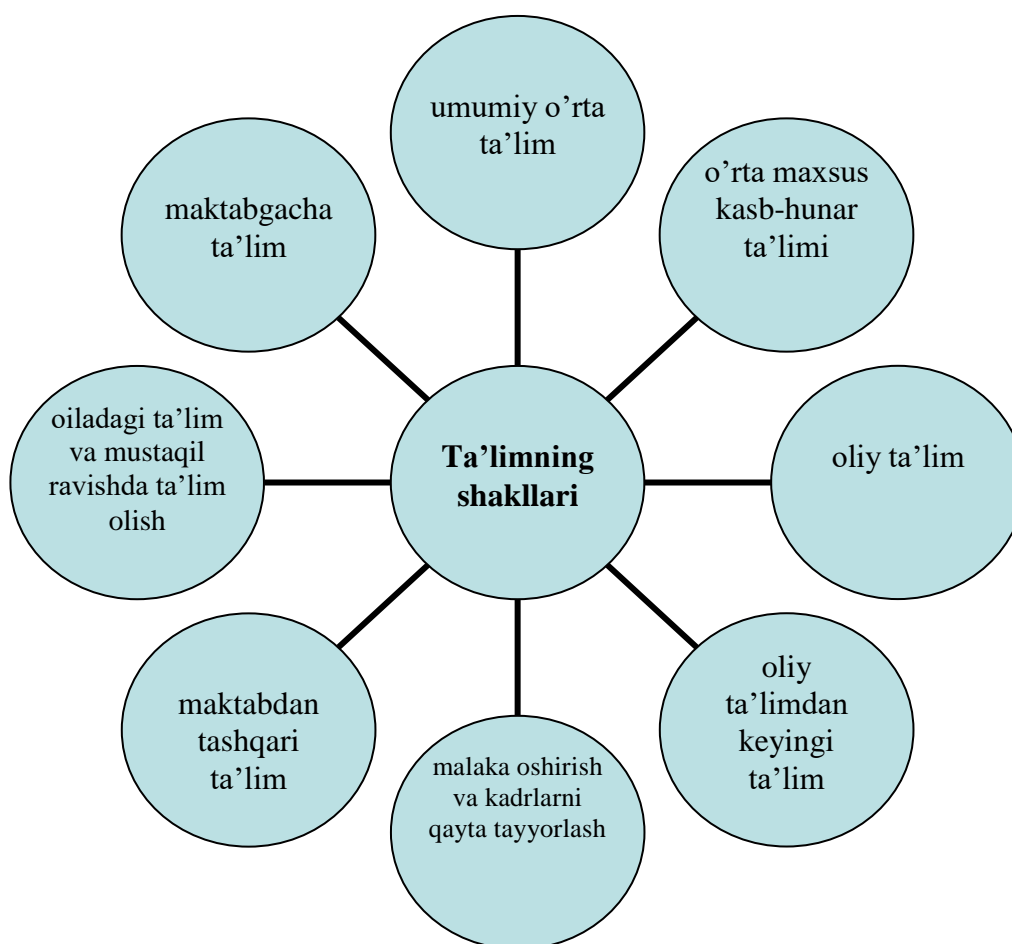 umumiy o’rta
ta’lim
o’rta maxsus
kasb-hunar
ta’limi
maktabgacha
ta’lim
oiladagi ta’lim
va mustaqil
ravishda ta’lim
olish
Ta’limning
shakllari
oliy ta’lim
maktabdan
tashqari
ta’lim
malaka oshirish
va kadrlarni
qayta tayyorlash
oliy
ta’limdan
keyingi
ta’lim